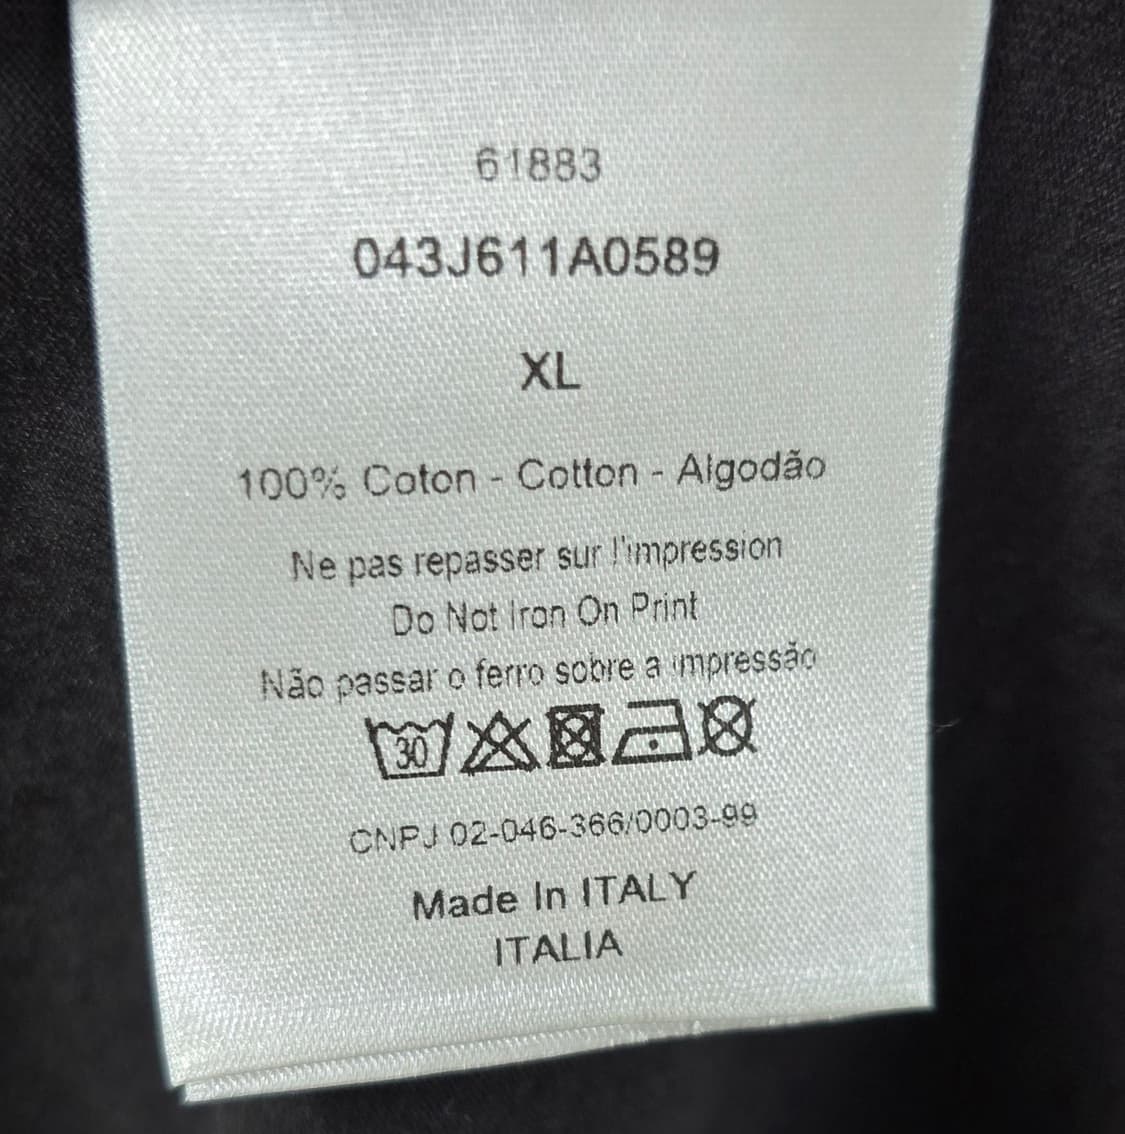 61883
043J611A0589
XL
100% Coton - Cotton - Algodão
Ne pas repasser sur l'impression
Do Not Iron On Print
Não passar o ferro sobre a impressão
30
CNPJ 02-046-366/0003-99
Made In ITALY
ITALIA